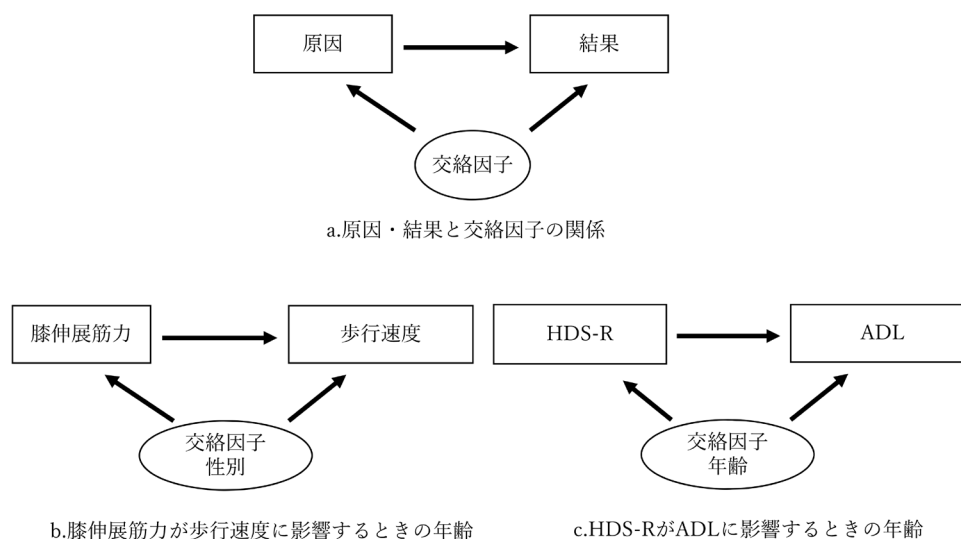 原因
結果
交絡因子
a.原因・結果と交絡因子の関係
膝伸展筋力
歩行速度
交絡因子
性別
b.膝伸展筋力が歩行速度に影響するときの年齢
HDS-R
ADL
交絡因子
年齢
c.HDS-RがADLに影響するときの年齢